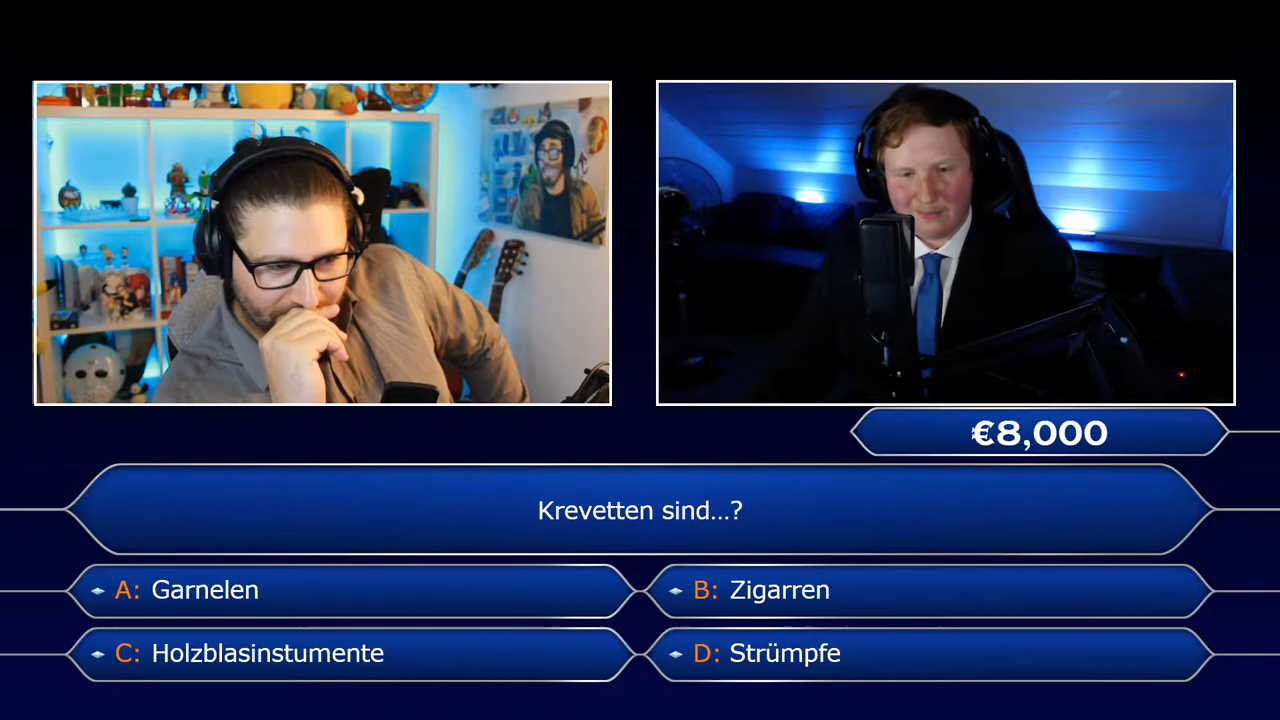 €8,000
Krevetten sind...?
A: Garnelen
B: Zigarren
C: Holzblasinstumente
D: Strümpfe